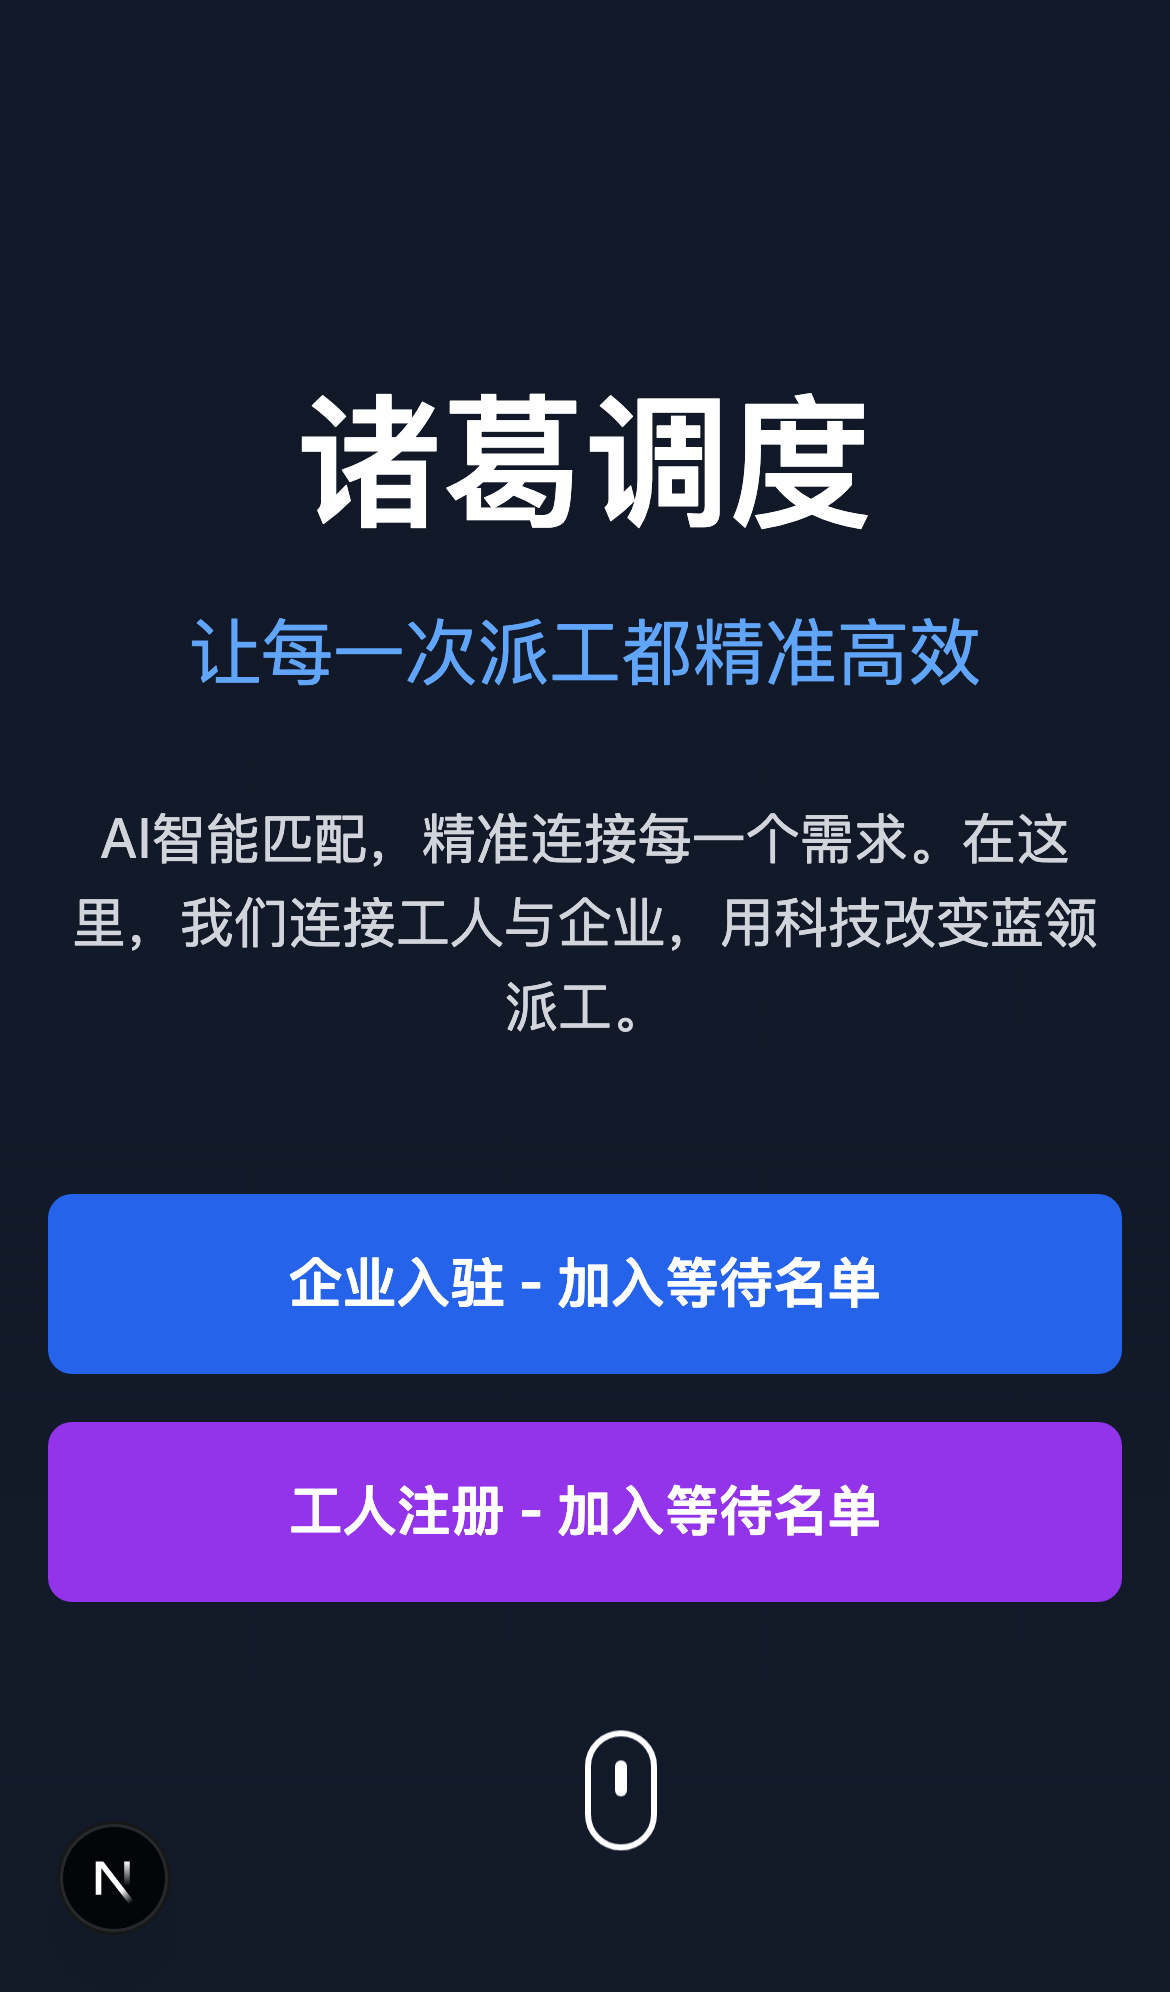 诸葛调度
让每一次派工都精准高效
AI智能匹配，精准连接每一个需求。在这
里，我们连接工人与企业，用科技改变蓝领
派工。
企业入驻 - 加入等待名单
工人注册 - 加入等待名单
N